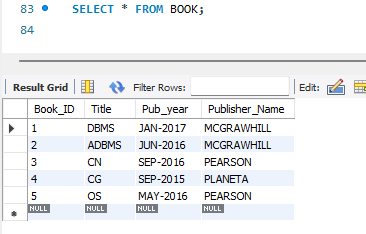 83 SELECT * FROM BOOK;
84
Result Grid Filter Rows: Edit:
Book_ID Title Pub_year Publisher_Name
1 DBMS JAN-2017 MCGRAWHILL
2 ADBMS JUN-2016 MCGRAWHILL
3 CN SEP-2016 PEARSON
4 CG SEP-2015 PLANETA
5 OS MAY-2016 PEARSON
NULL NULL NULL NULL